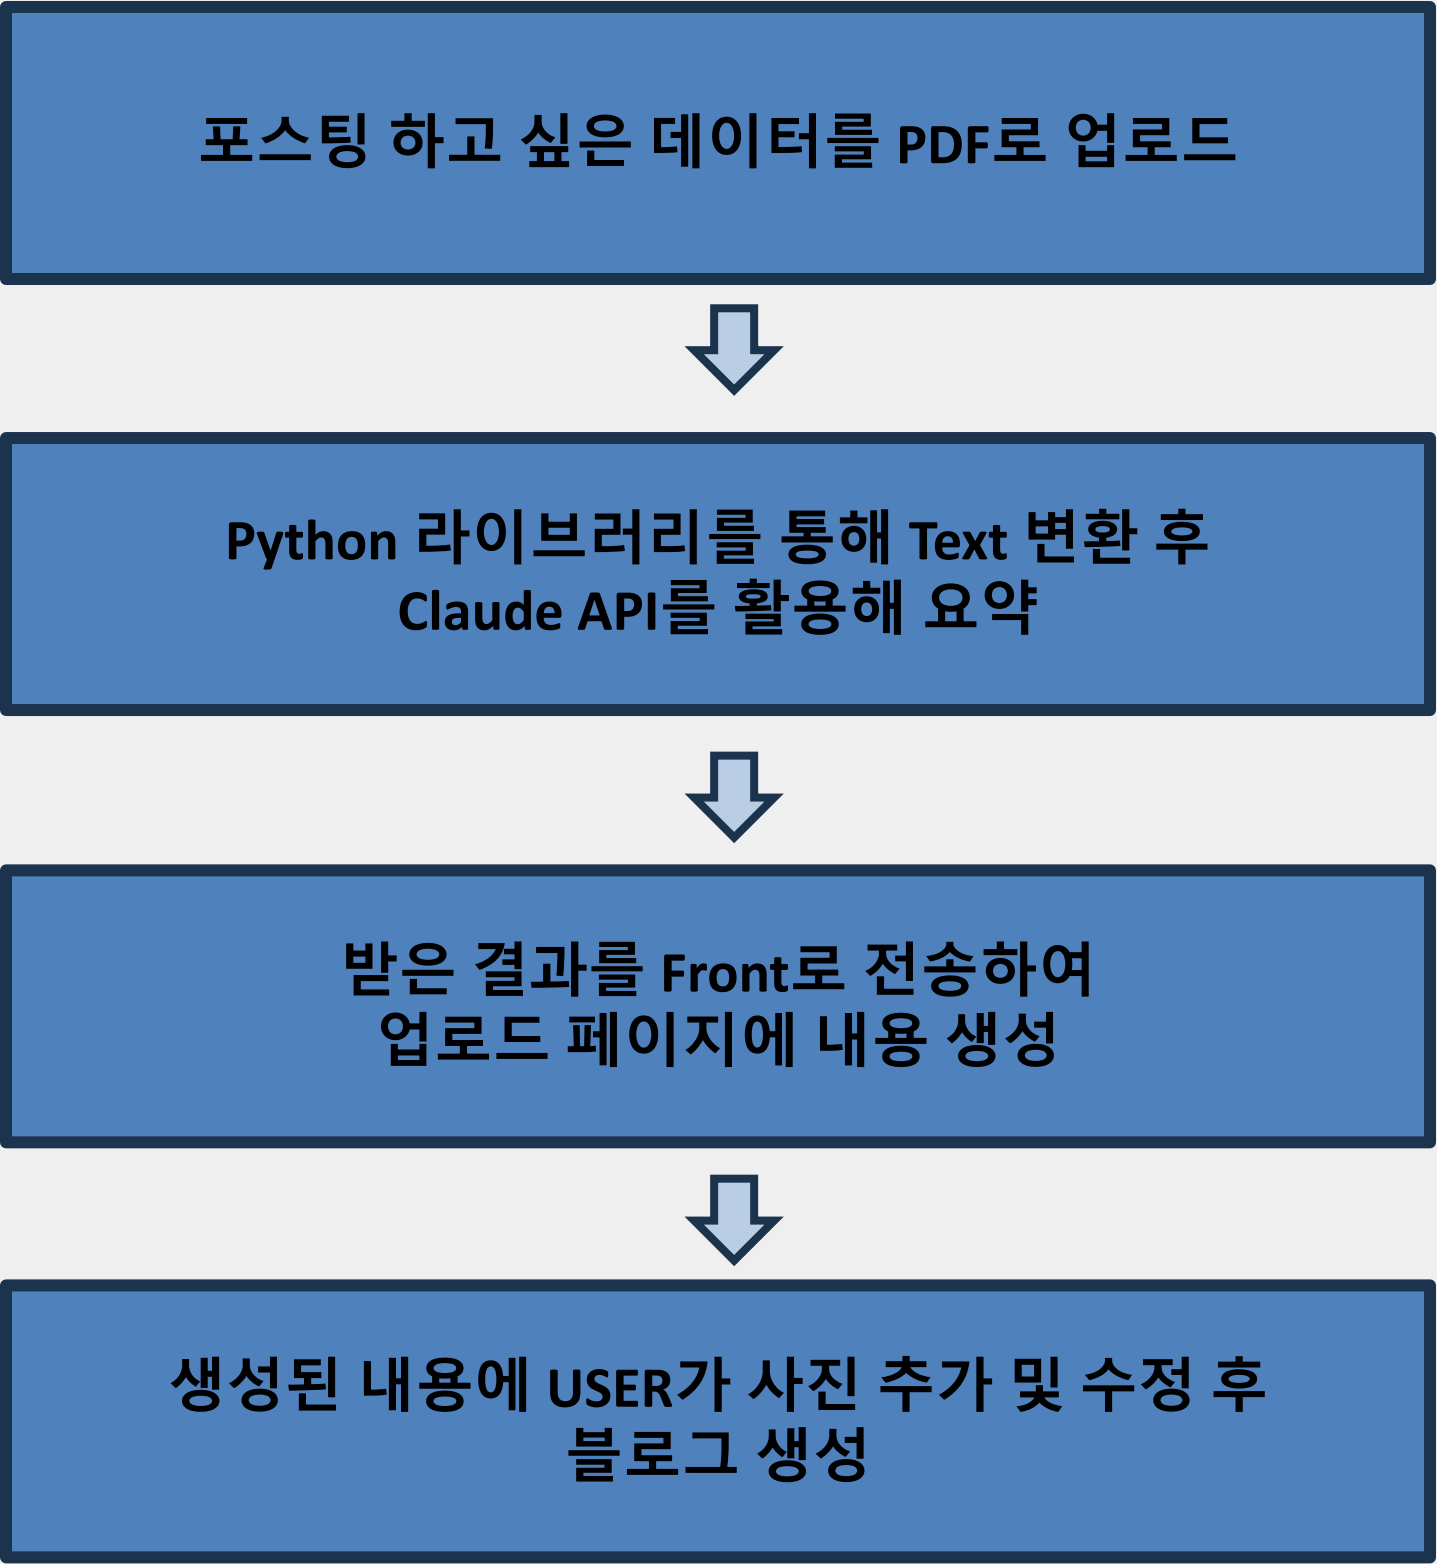 포스팅 하고 싶은 데이터를 PDF로 업로드
Python 라이브러리를 통해 Text 변환 후
Claude API를 활용해 요약
받은 결과를 Front로 전송하여
업로드 페이지에 내용 생성
생성된 내용에 USER가 사진 추가 및 수정 후
블로그 생성